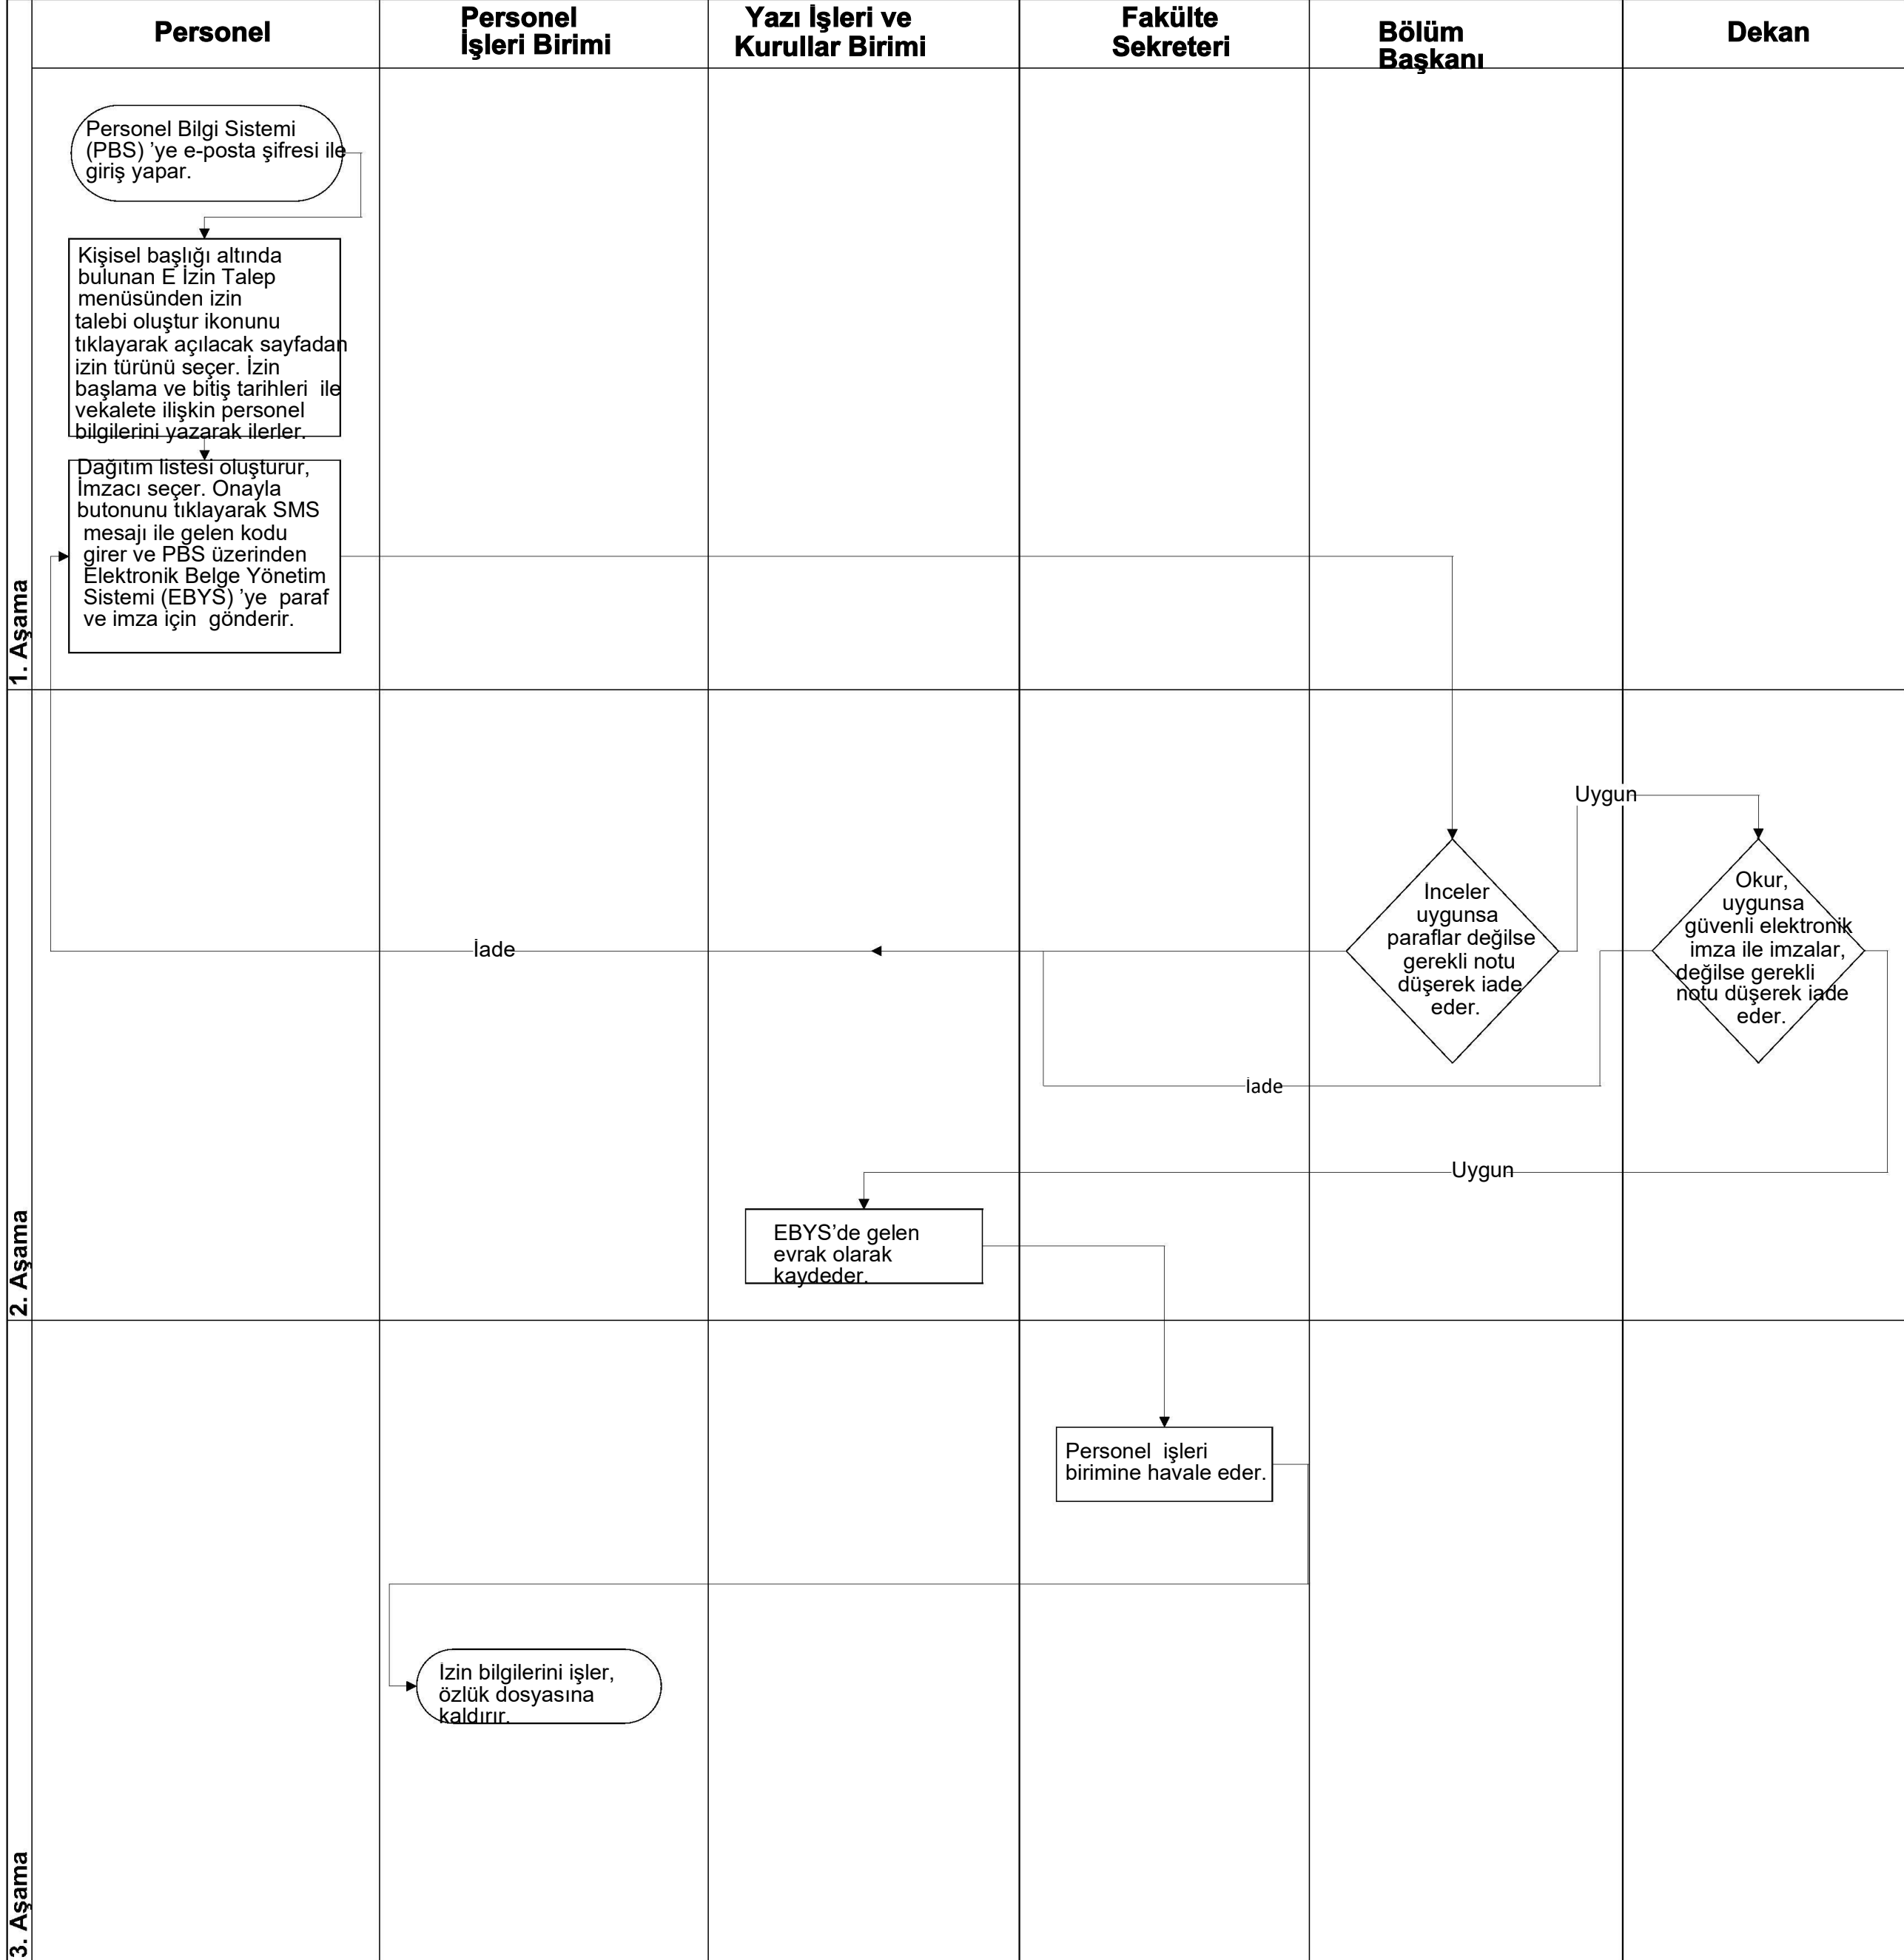 Personel
Personel
İşleri Birimi
Yazı İşleri ve
Kurullar Birimi
Fakülte
Sekreteri
Bölüm
Başkanı
Dekan
1. Aşama
Personel Bilgi Sistemi
(PBS) ’ye e-posta şifresi ile
giriş yapar.
Kişisel başlığı altında
bulunan E İzin Talep
menüsünden izin
talebi oluştur ikonunu
tıklayarak açılacak sayfadan
izin türünü seçer. İzin
başlama ve bitiş tarihleri  ile
vekalete ilişkin personel
bilgilerini yazarak ilerler.
Dağıtım listesi oluşturur,
İmzacı seçer. Onayla
butonunu tıklayarak SMS
mesajı ile gelen kodu
girer ve PBS üzerinden
Elektronik Belge Yönetim
Sistemi (EBYS) ’ye  paraf
ve imza için  gönderir.
2. Aşama
Uygun
İnceler
uygunsa
paraflar değilse
gerekli notu
düşerek iade
eder.
Okur,
uygunsa
güvenli elektronik
imza ile imzalar,
değilse gerekli
notu düşerek iade
eder.
İade
İade
Uygun
EBYS’de gelen
evrak olarak
kaydeder.
3. Aşama
Personel  işleri
birimine havale eder.
İzin bilgilerini işler,
özlük dosyasına
kaldırır.